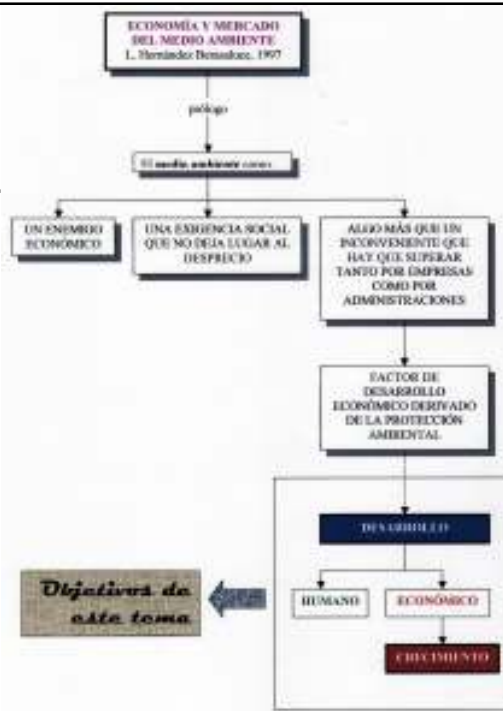 ECONOMÍA Y MERCADO
DEL MEDIO AMBIENTE
L. Hernández Berasaluce, 1997
prólogo
El medio ambiente como
UN ENEMIGO
ECONÓMICO
UNA EXIGENCIA SOCIAL
QUE NO DEJA LUGAR AL
DESPRECIO
ALGO MÁS QUE UN
INCONVENIENTE QUE
HAY QUE SUPERAR
TANTO POR EMPRESAS
COMO POR
ADMINISTRACIONES
FACTOR DE
DESARROLLO
ECONÓMICO DERIVADO
DE LA PROTECCIÓN
AMBIENTAL
DESARROLLO
Objetivos de
este tema
HUMANO
ECONÓMICO
CRECIMIENTO